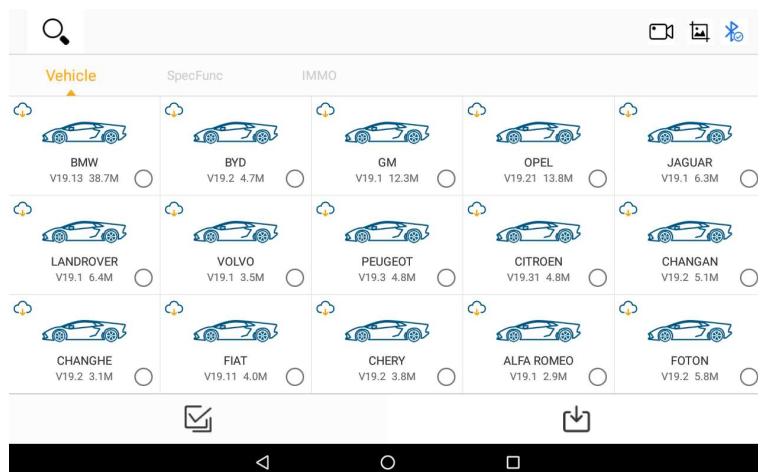 Vehicle SpecFunc IMMO
BMW BYD GM OPEL JAGUAR
V19.13 38.7M V19.2 4.7M V19.1 12.3M V19.21 13.8M V19.1 6.3M
LANDROVER VOLVO PEUGEOT CITROEN CHANGAN
V19.1 6.4M V19.1 3.5M V19.3 4.8M V19.31 4.8M V19.2 5.1M
CHANGHE FIAT CHERY ALFA ROMEO FOTON
V19.2 3.1M V19.11 4.0M V19.2 3.8M V19.1 2.9M V19.2 5.8M